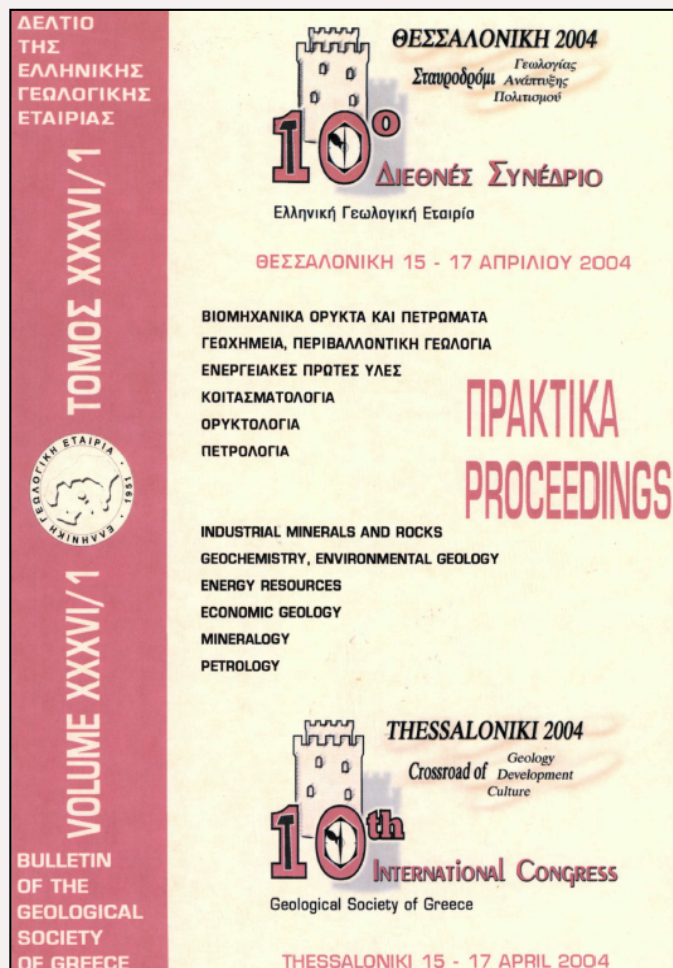 ΔΕΛΤΙΟ
ΤΗΣ
ΕΛΛΗΝΙΚΗΣ
ΓΕΩΛΟΓΙΚΗΣ
ΕΤΑΙΡΙΑΣ
ΤΟΜΟΣ XXXVI/1
ΕΛΛΗΝΙΚΗ ΓΕΩΛΟΓΙΚΗ ΕΤΑΙΡΙΑ · 1951 ·
VOLUME XXXVI/1
BULLETIN
OF THE
GEOLOGICAL
SOCIETY
OF GREECE
ΘΕΣΣΑΛΟΝΙΚΗ 2004
Σταυροδρόμι Γεωλογίας
Ανάπτυξης
Πολιτισμού
10ο
ΔΙΕΘΝΈΣ ΣΥΝΈΔΡΙΟ
Ελληνική Γεωλογική Εταιρία
ΘΕΣΣΑΛΟΝΙΚΗ 15 - 17 ΑΠΡΙΛΙΟΥ 2004
ΒΙΟΜΗΧΑΝΙΚΑ ΟΡΥΚΤΑ ΚΑΙ ΠΕΤΡΩΜΑΤΑ
ΓΕΩΧΗΜΕΙΑ, ΠΕΡΙΒΑΛΛΟΝΤΙΚΗ ΓΕΩΛΟΓΙΑ
ΕΝΕΡΓΕΙΑΚΕΣ ΠΡΩΤΕΣ ΥΛΕΣ
ΚΟΙΤΑΣΜΑΤΟΛΟΓΙΑ
ΟΡΥΚΤΟΛΟΓΙΑ
ΠΕΤΡΟΛΟΓΙΑ
ΠΡΑΚΤΙΚΑ
PROCEEDINGS
INDUSTRIAL MINERALS AND ROCKS
GEOCHEMISTRY, ENVIRONMENTAL GEOLOGY
ENERGY RESOURCES
ECONOMIC GEOLOGY
MINERALOGY
PETROLOGY
THESSALONIKI 2004
Crossroad of Geology
Development
Culture
10th
INTERNATIONAL CONGRESS
Geological Society of Greece
THESSALONIKI 15 - 17 APRIL 2004